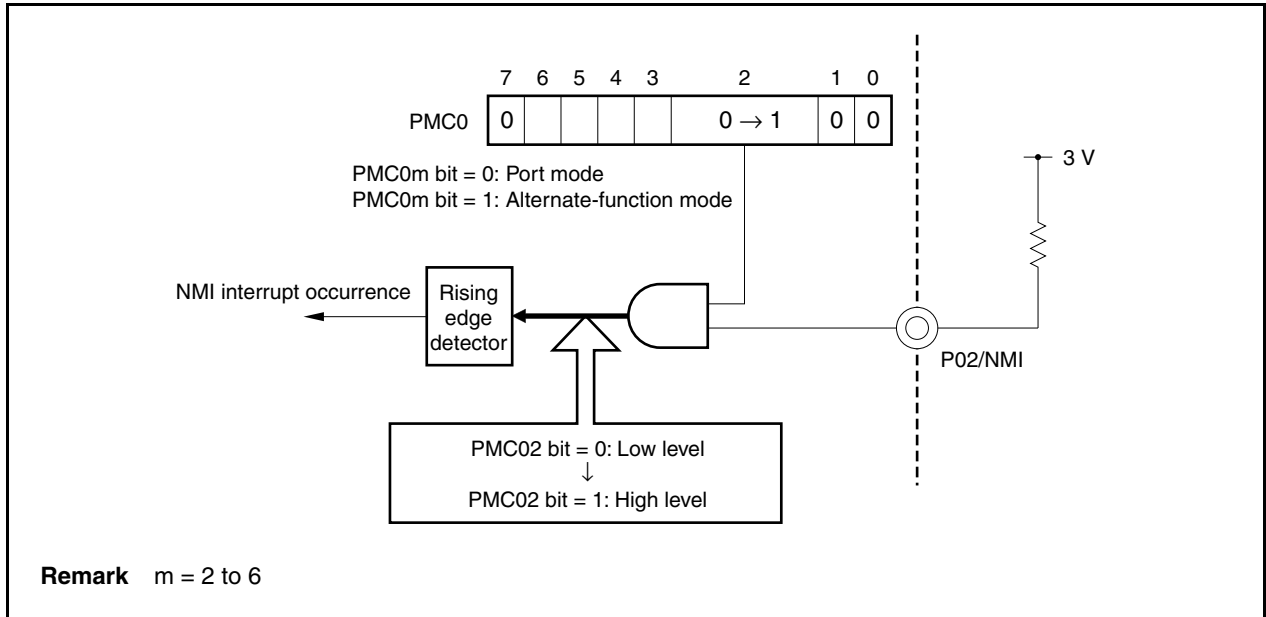 7 6 5 4 3 2 1 0
PMC0 0 0 → 1 0 0
3 V
PMC0m bit = 0: Port mode
PMC0m bit = 1: Alternate-function mode
NMI interrupt occurrence
Rising
edge
detector
P02/NMI
PMC02 bit = 0: Low level
↓
PMC02 bit = 1: High level
Remark m = 2 to 6